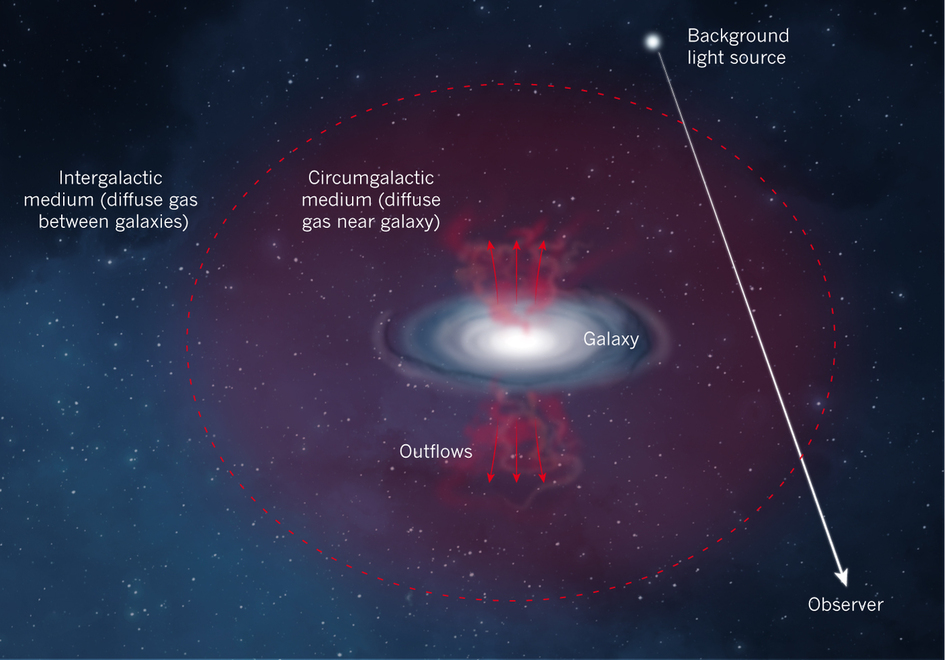 Background
light source
Intergalactic
medium (diffuse gas
between galaxies)
Circumgalactic
medium (diffuse
gas near galaxy)
Galaxy
Outflows
Observer